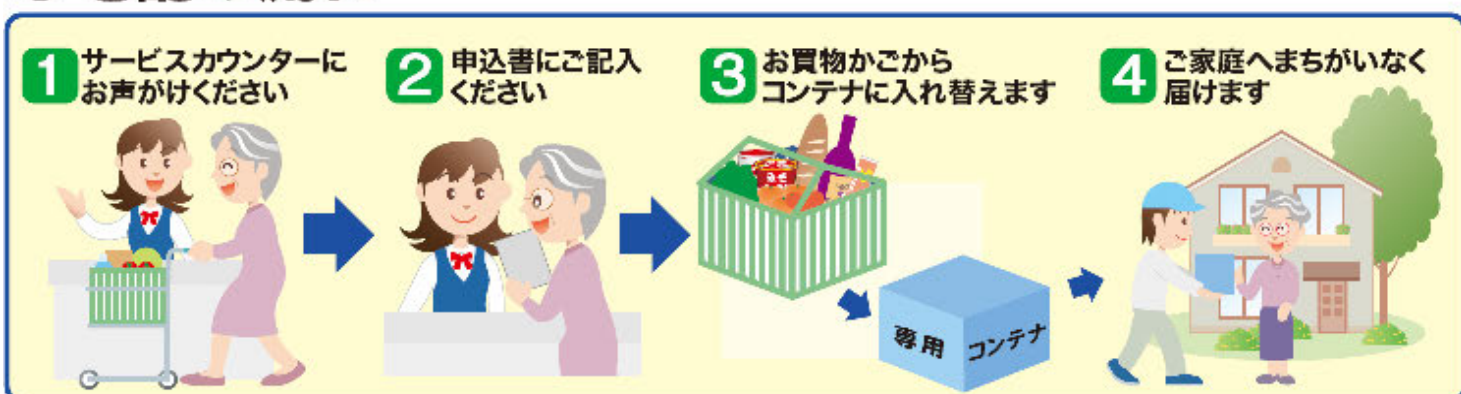 1 サービスカウンターに
お声がけください
2 申込書にご記入
ください
3 お買物かごから
コンテナに入れ替えます
4 ご家庭へまちがいなく
届けます
専用 コンテナ